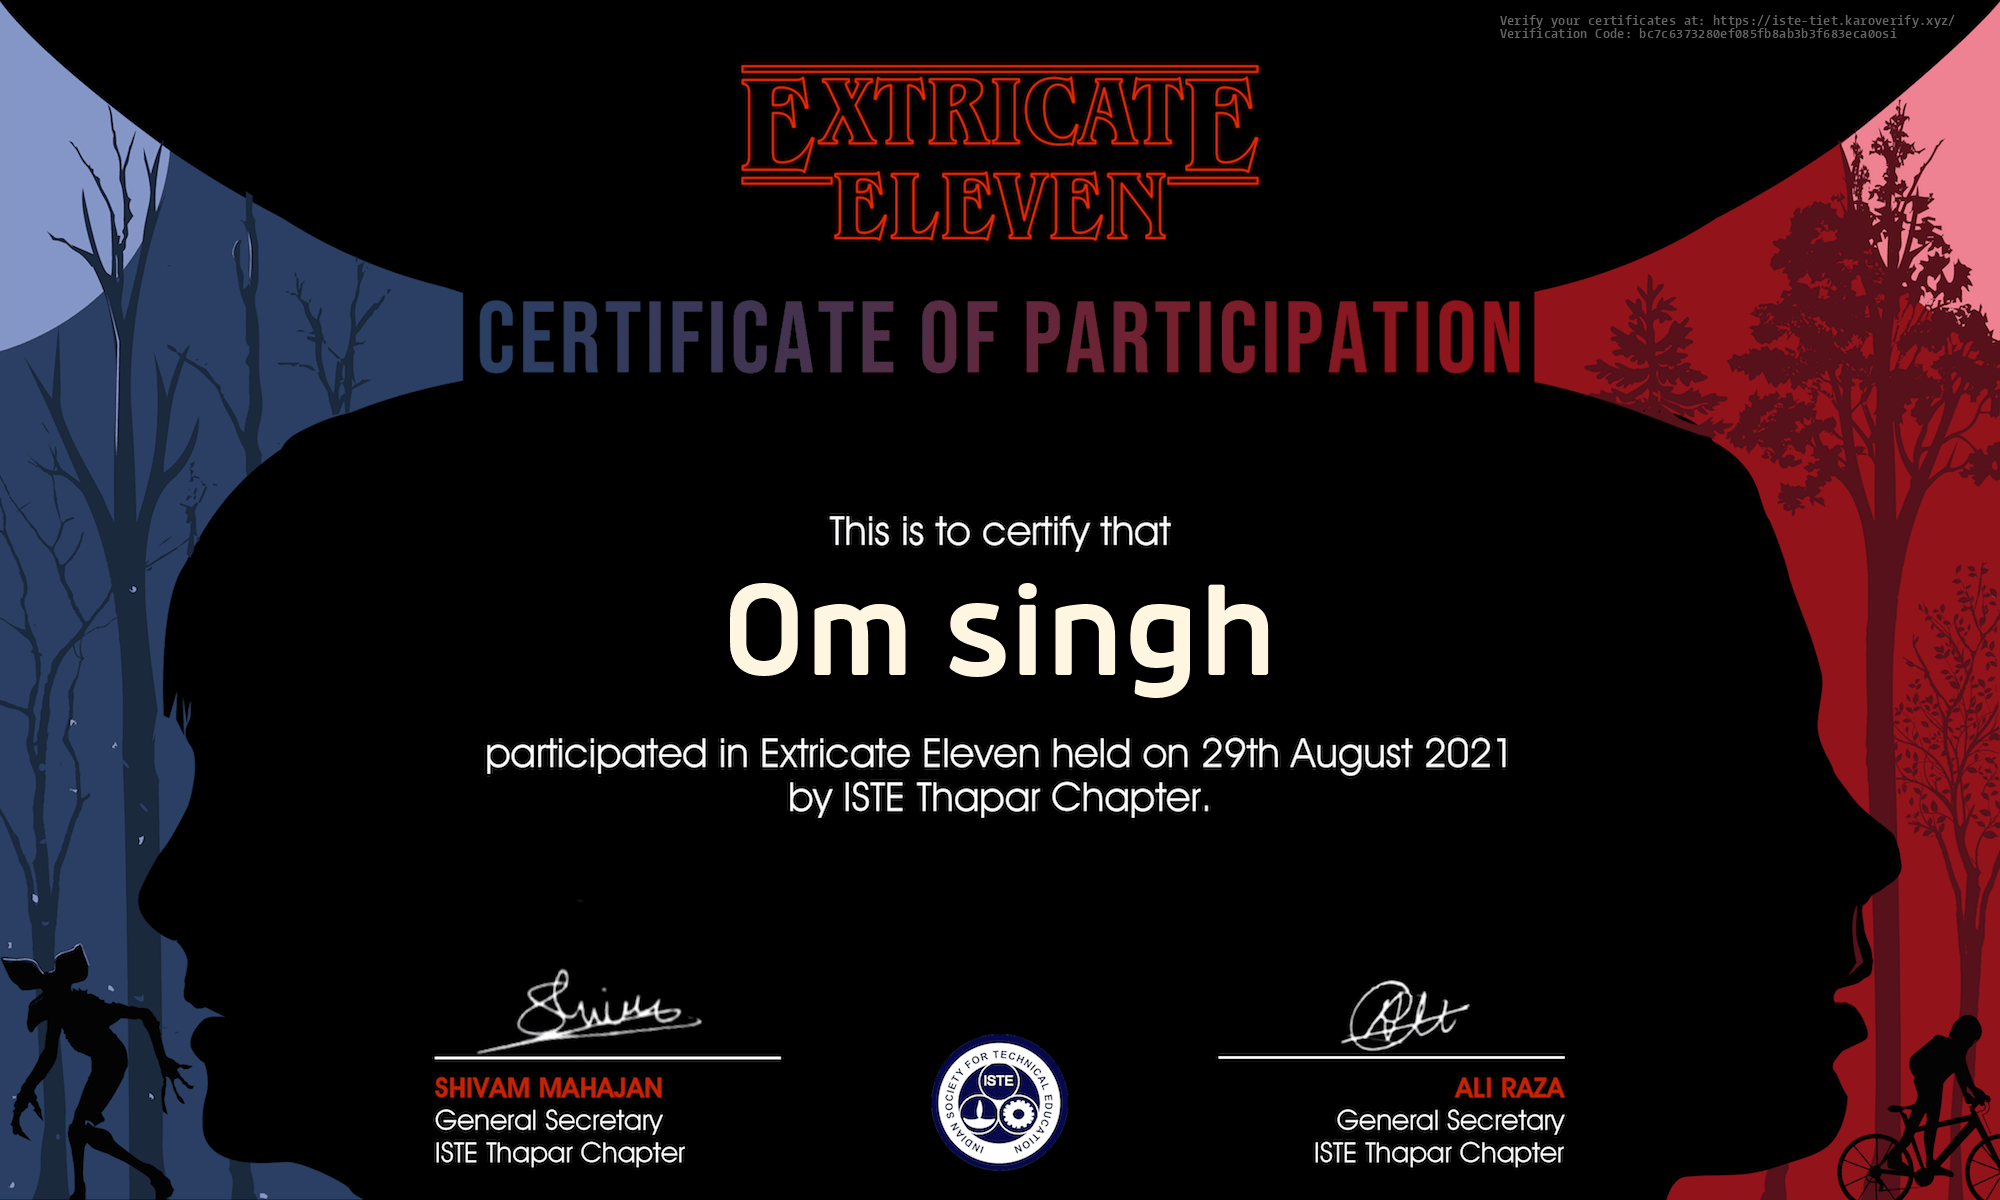 Verify your certificates at: https://iste-tiet.karoverify.xyz/
Verification Code: bc7c6373280ef085fb8ab3b3f683eca0osi
EXTRICATE
ELEVEN
CERTIFICATE OF PARTICIPATION
This is to certify that
Om singh
participated in Extricate Eleven held on 29th August 2021
by ISTE Thapar Chapter.
SHIVAM MAHAJAN
General Secretary
ISTE Thapar Chapter
INDIAN SOCIETY FOR TECHNICAL EDUCATION
ISTE
ALI RAZA
General Secretary
ISTE Thapar Chapter